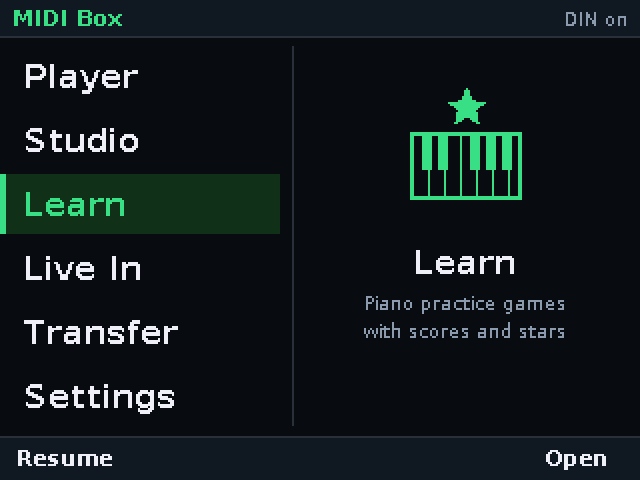 MIDI Box
DIN on
Player
Studio
Learn
Live In
Transfer
Settings
Learn
Piano practice games
with scores and stars
Resume
Open